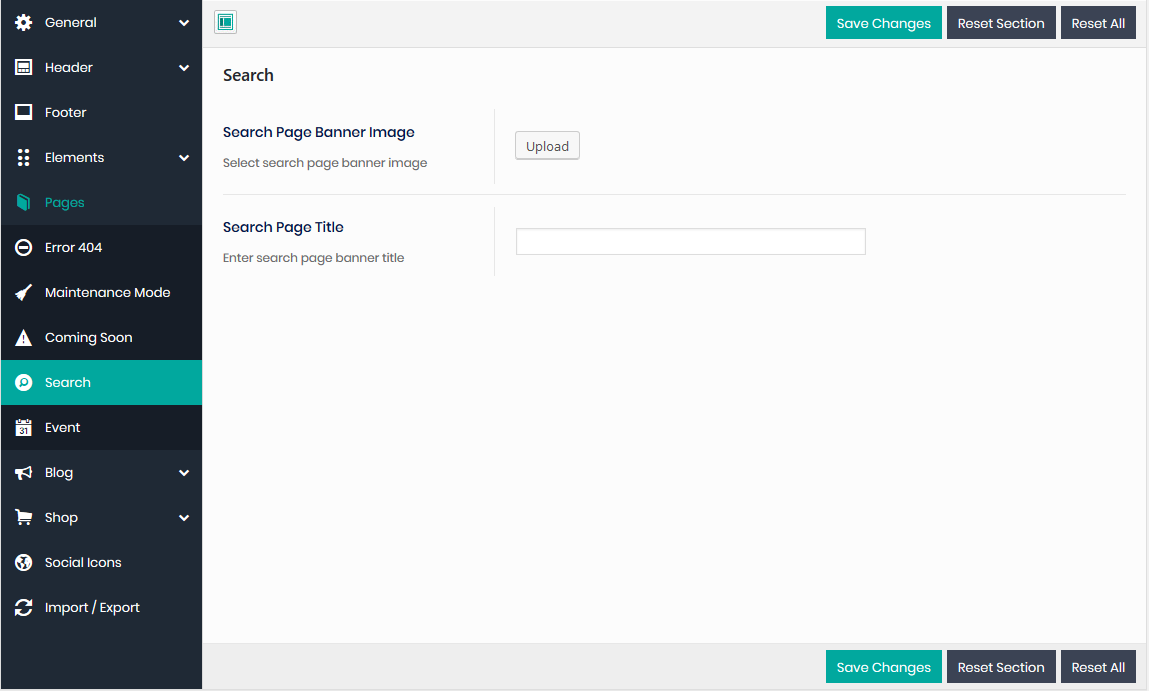 General
Header
Footer
Elements
Pages
Error 404
Maintenance Mode
Coming Soon
Search
31
Event
Blog
Shop
Social Icons
Import / Export
Save Changes
Reset Section
Reset All
Search
Search Page Banner Image
Select search page banner image
Upload
Search Page Title
Enter search page banner title
Save Changes
Reset Section
Reset All